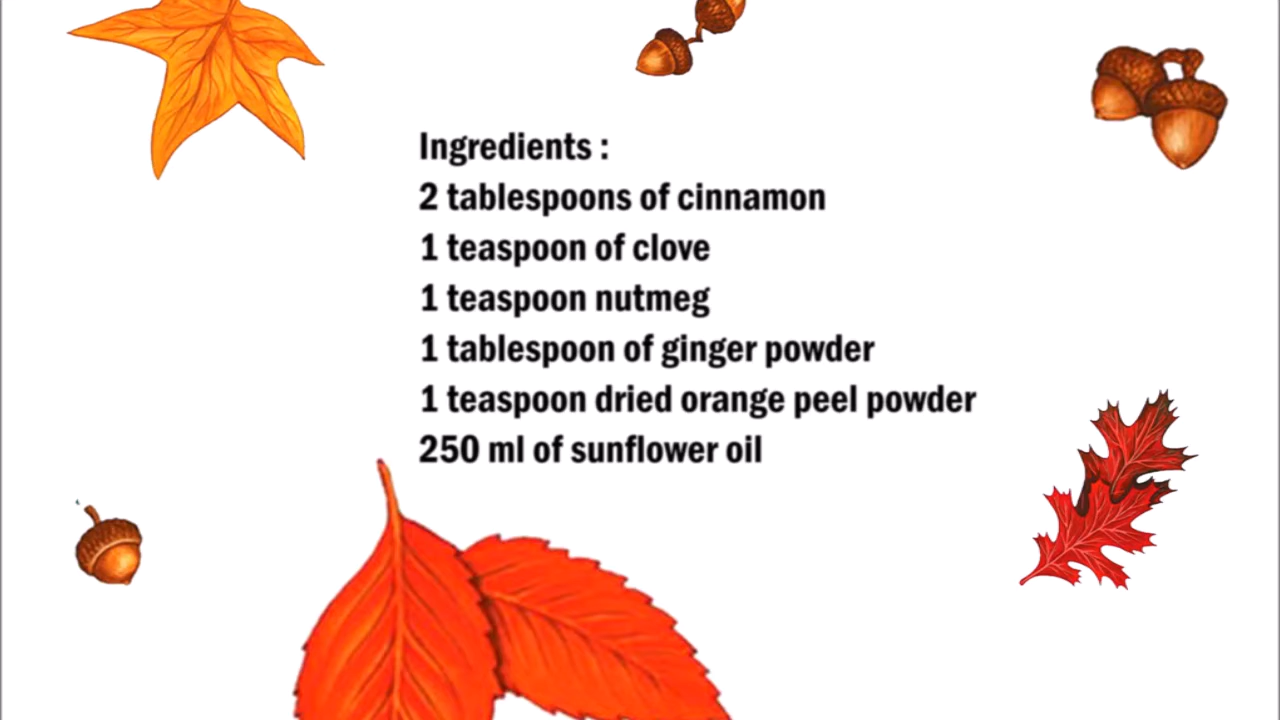 Ingredients :
2 tablespoons of cinnamon
1 teaspoon of clove
1 teaspoon nutmeg
1 tablespoon of ginger powder
1 teaspoon dried orange peel powder
250 ml of sunflower oil